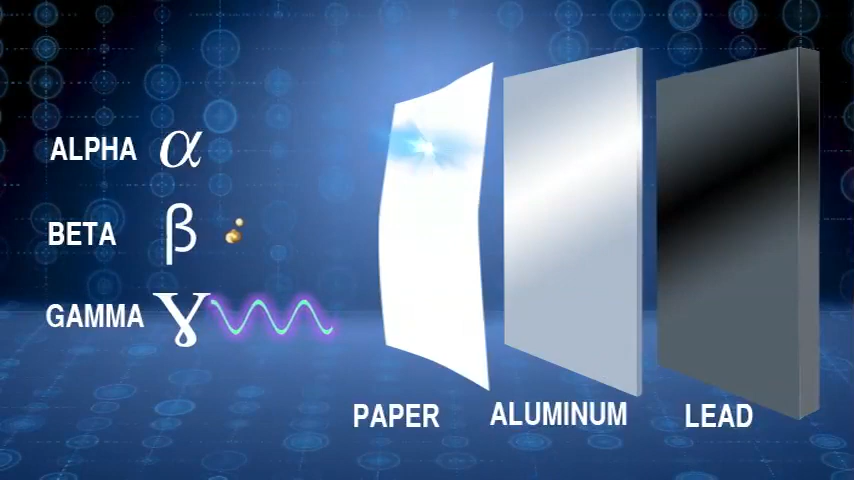 ALPHA α
BETA β
GAMMA Ɣ
PAPER ALUMINUM LEAD